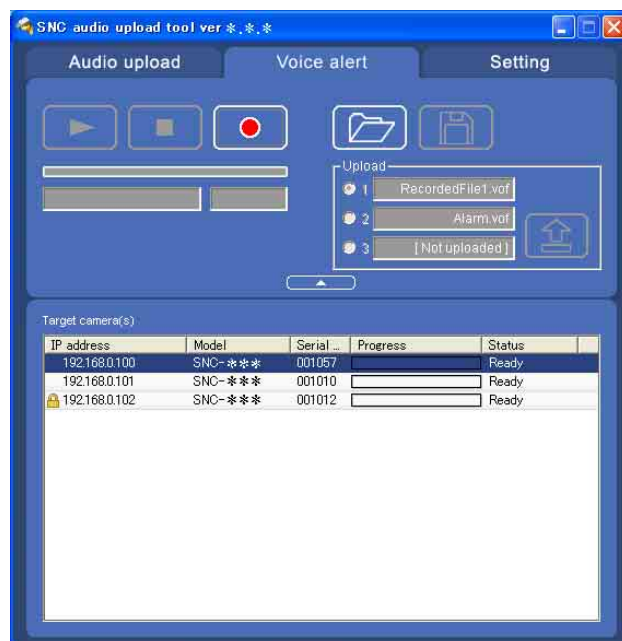 SNC audio upload tool ver *.*.*
Audio upload Voice alert Setting
Upload
1 RecordedFile1.vof
2 Alarm.vof
3 [ Not uploaded ]
Target camera(s)
IP address Model Serial ... Progress Status
192.168.0.100 SNC-*** 001057 Ready
192.168.0.101 SNC-*** 001010 Ready
192.168.0.102 SNC-*** 001012 Ready